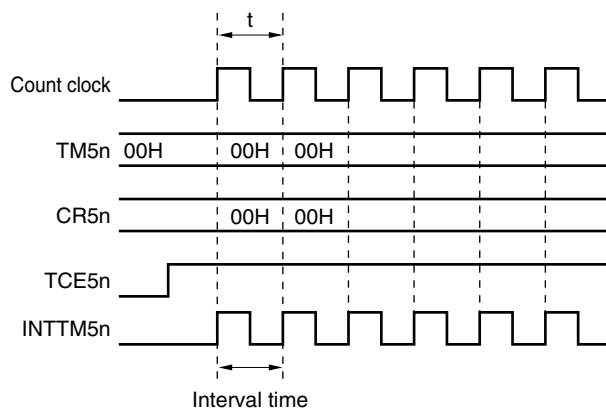 t
Count clock
TM5n 00H 00H 00H
CR5n 00H 00H
TCE5n
INTTM5n
Interval time